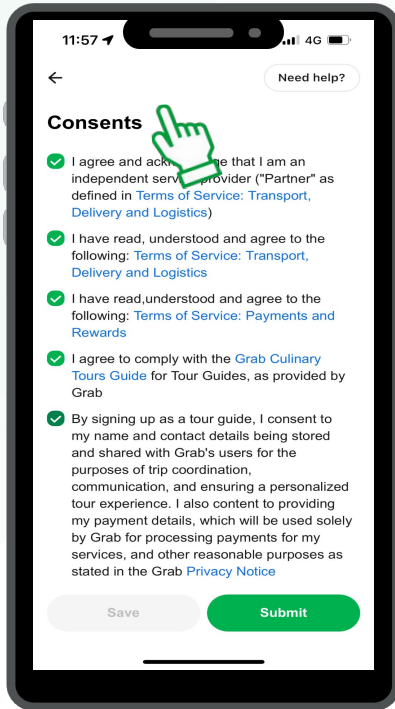 11:57 4G
Need help?
Consents
I agree and ack ge that I am an
independent serv provider ("Partner" as
defined in Terms of Service: Transport,
Delivery and Logistics)
I have read, understood and agree to the
following: Terms of Service: Transport,
Delivery and Logistics
I have read,understood and agree to the
following: Terms of Service: Payments and
Rewards
I agree to comply with the Grab Culinary
Tours Guide for Tour Guides, as provided by
Grab
By signing up as a tour guide, I consent to
my name and contact details being stored
and shared with Grab's users for the
purposes of trip coordination,
communication, and ensuring a personalized
tour experience. I also content to providing
my payment details, which will be used solely
by Grab for processing payments for my
services, and other reasonable purposes as
stated in the Grab Privacy Notice
Save Submit